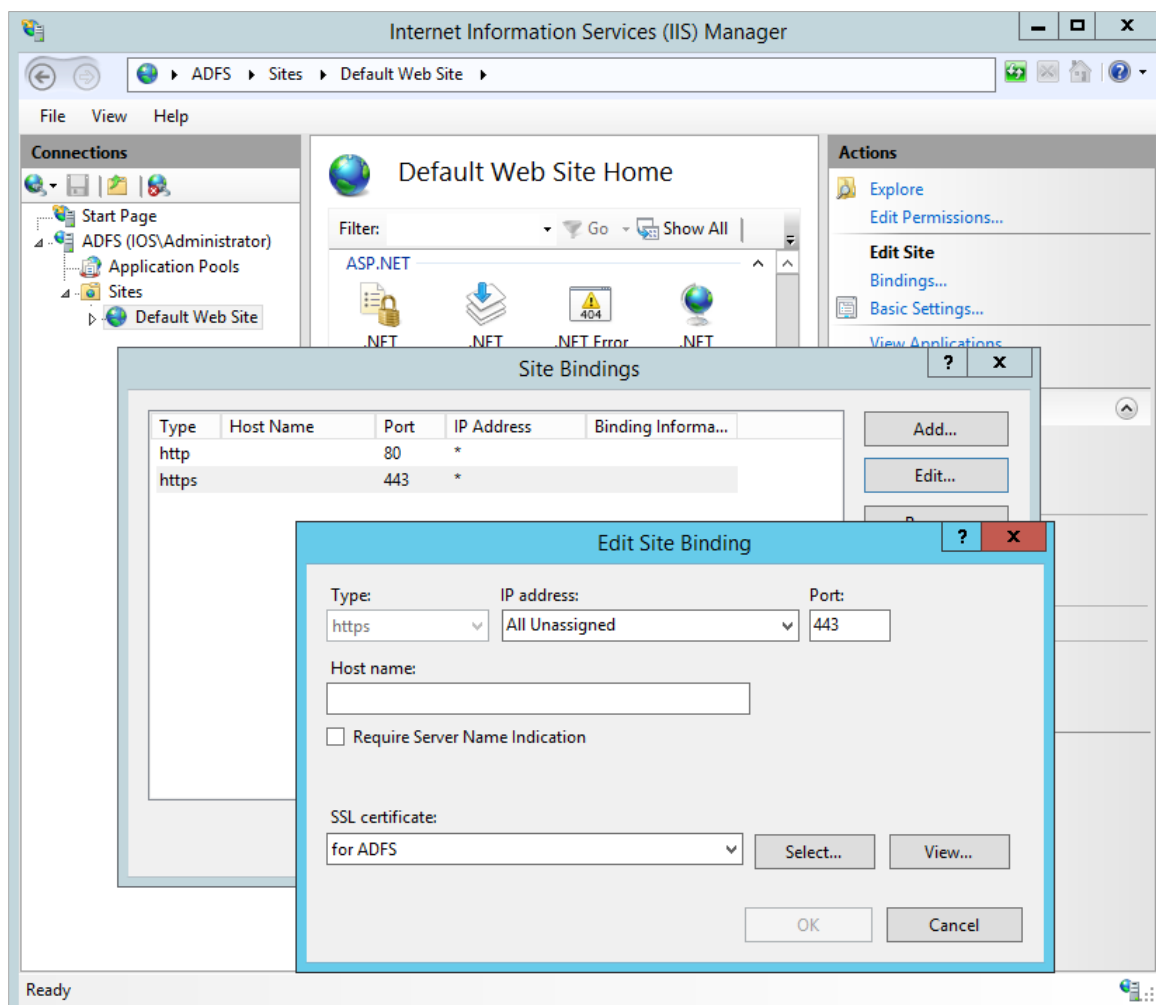 Internet Information Services (IIS) Manager
ADFS Sites Default Web Site
File View Help
Connections
Start Page
ADFS (IOS\Administrator)
Application Pools
Sites
Default Web Site
Default Web Site Home
Filter: Go Show All
ASP.NET
404
.NET .NET .NET Error .NET
Actions
Explore
Edit Permissions...
Edit Site
Bindings...
Basic Settings...
View Applications
Site Bindings
? x
Type Host Name Port IP Address Binding Informa...
http 80 *
https 443 *
Add...
Edit...
Edit Site Binding
? x
Type: IP address: Port:
https All Unassigned 443
Host name:
Require Server Name Indication
SSL certificate:
for ADFS Select... View...
OK Cancel
Ready